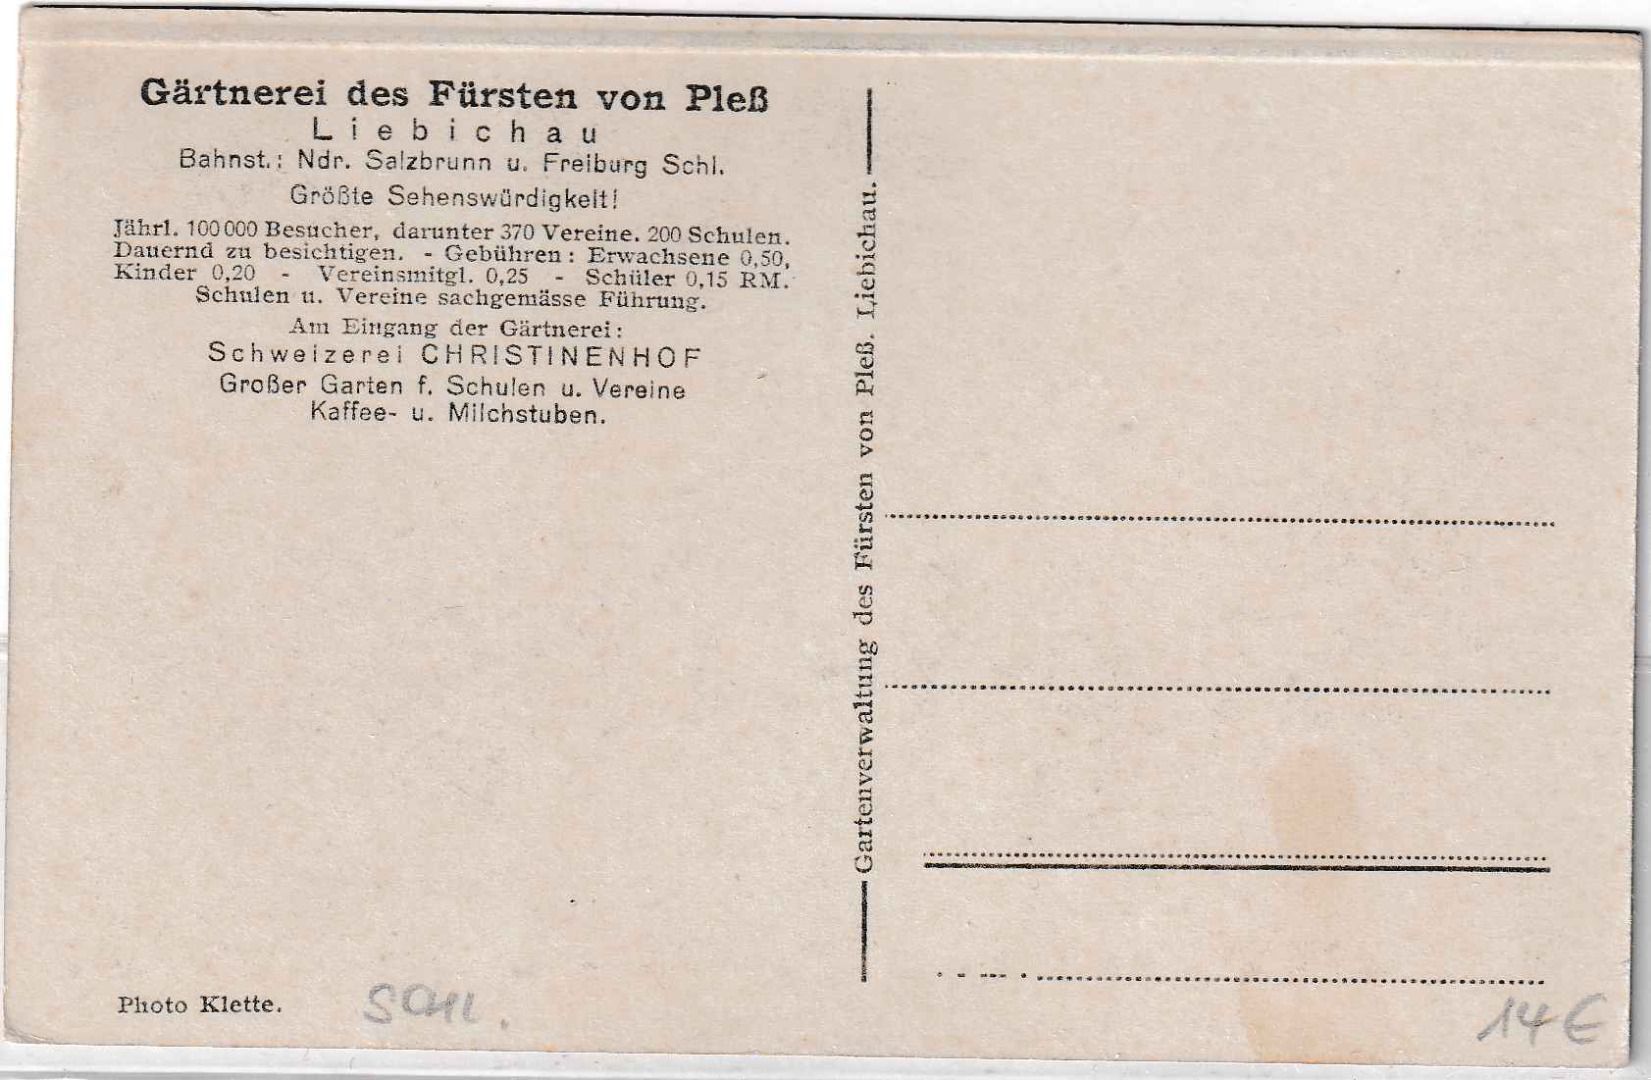 Gärtnerei des Fürsten von Pleß
Liebichau
Bahnst.: Ndr. Salzbrunn u. Freiburg Schl.
Größte Sehenswürdigkeit!
Jährl. 100000 Besucher, darunter 370 Vereine. 200 Schulen.
Dauernd zu besichtigen. - Gebühren: Erwachsene 0,50,
Kinder 0,20 - Vereinsmitgl. 0,25 - Schüler 0,15 RM.
Schulen u. Vereine sachgemässe Führung.
Am Eingang der Gärtnerei:
Schweizerei CHRISTINENHOF
Großer Garten f. Schulen u. Vereine
Kaffee- u. Milchstuben.
Photo Klette.
SCHL.
Gartenverwaltung des Fürsten von Pleß. Liebichau.
14 €